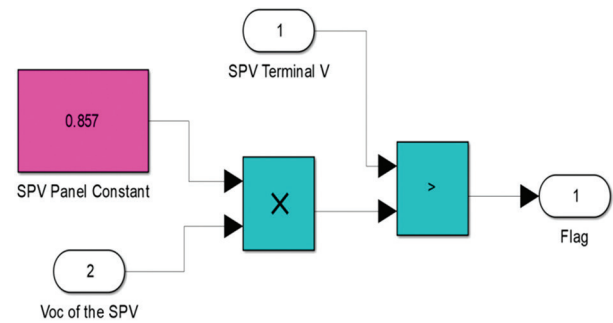 1
SPV Terminal V
0.857
SPV Panel Constant
X
>
1
Flag
2
Voc of the SPV